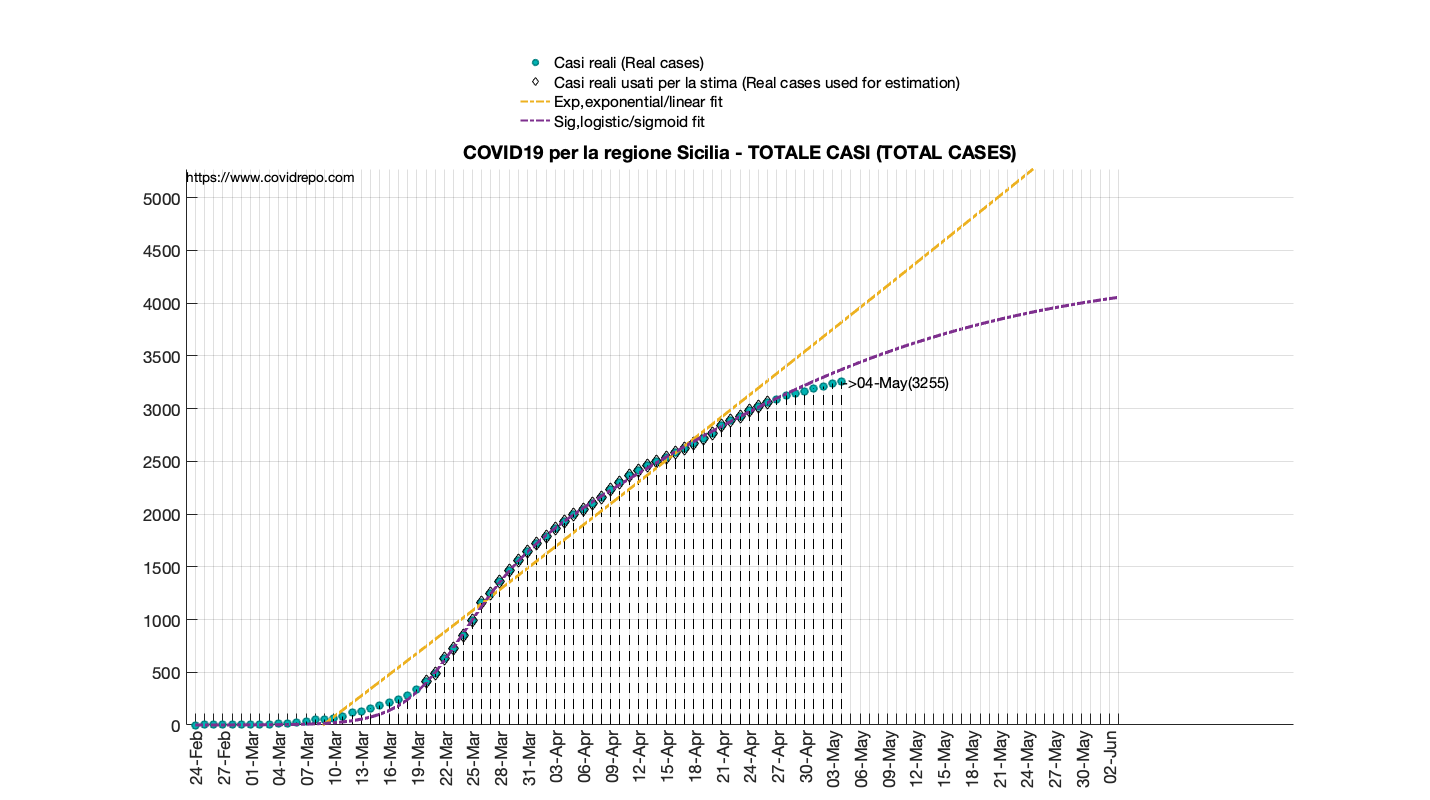 Casi reali (Real cases)
Casi reali usati per la stima (Real cases used for estimation)
Exp,exponential/linear fit
Sig,logistic/sigmoid fit
COVID19 per la regione Sicilia - TOTALE CASI (TOTAL CASES)
https://www.covidrepo.com
5000
4500
4000
3500
3000
2500
2000
1500
1000
500
0
->04-May(3255)
24-Feb
27-Feb
01-Mar
04-Mar
07-Mar
10-Mar
13-Mar
16-Mar
19-Mar
22-Mar
25-Mar
28-Mar
31-Mar
03-Apr
06-Apr
09-Apr
12-Apr
15-Apr
18-Apr
21-Apr
24-Apr
27-Apr
30-Apr
03-May
06-May
09-May
12-May
15-May
18-May
21-May
24-May
27-May
30-May
02-Jun